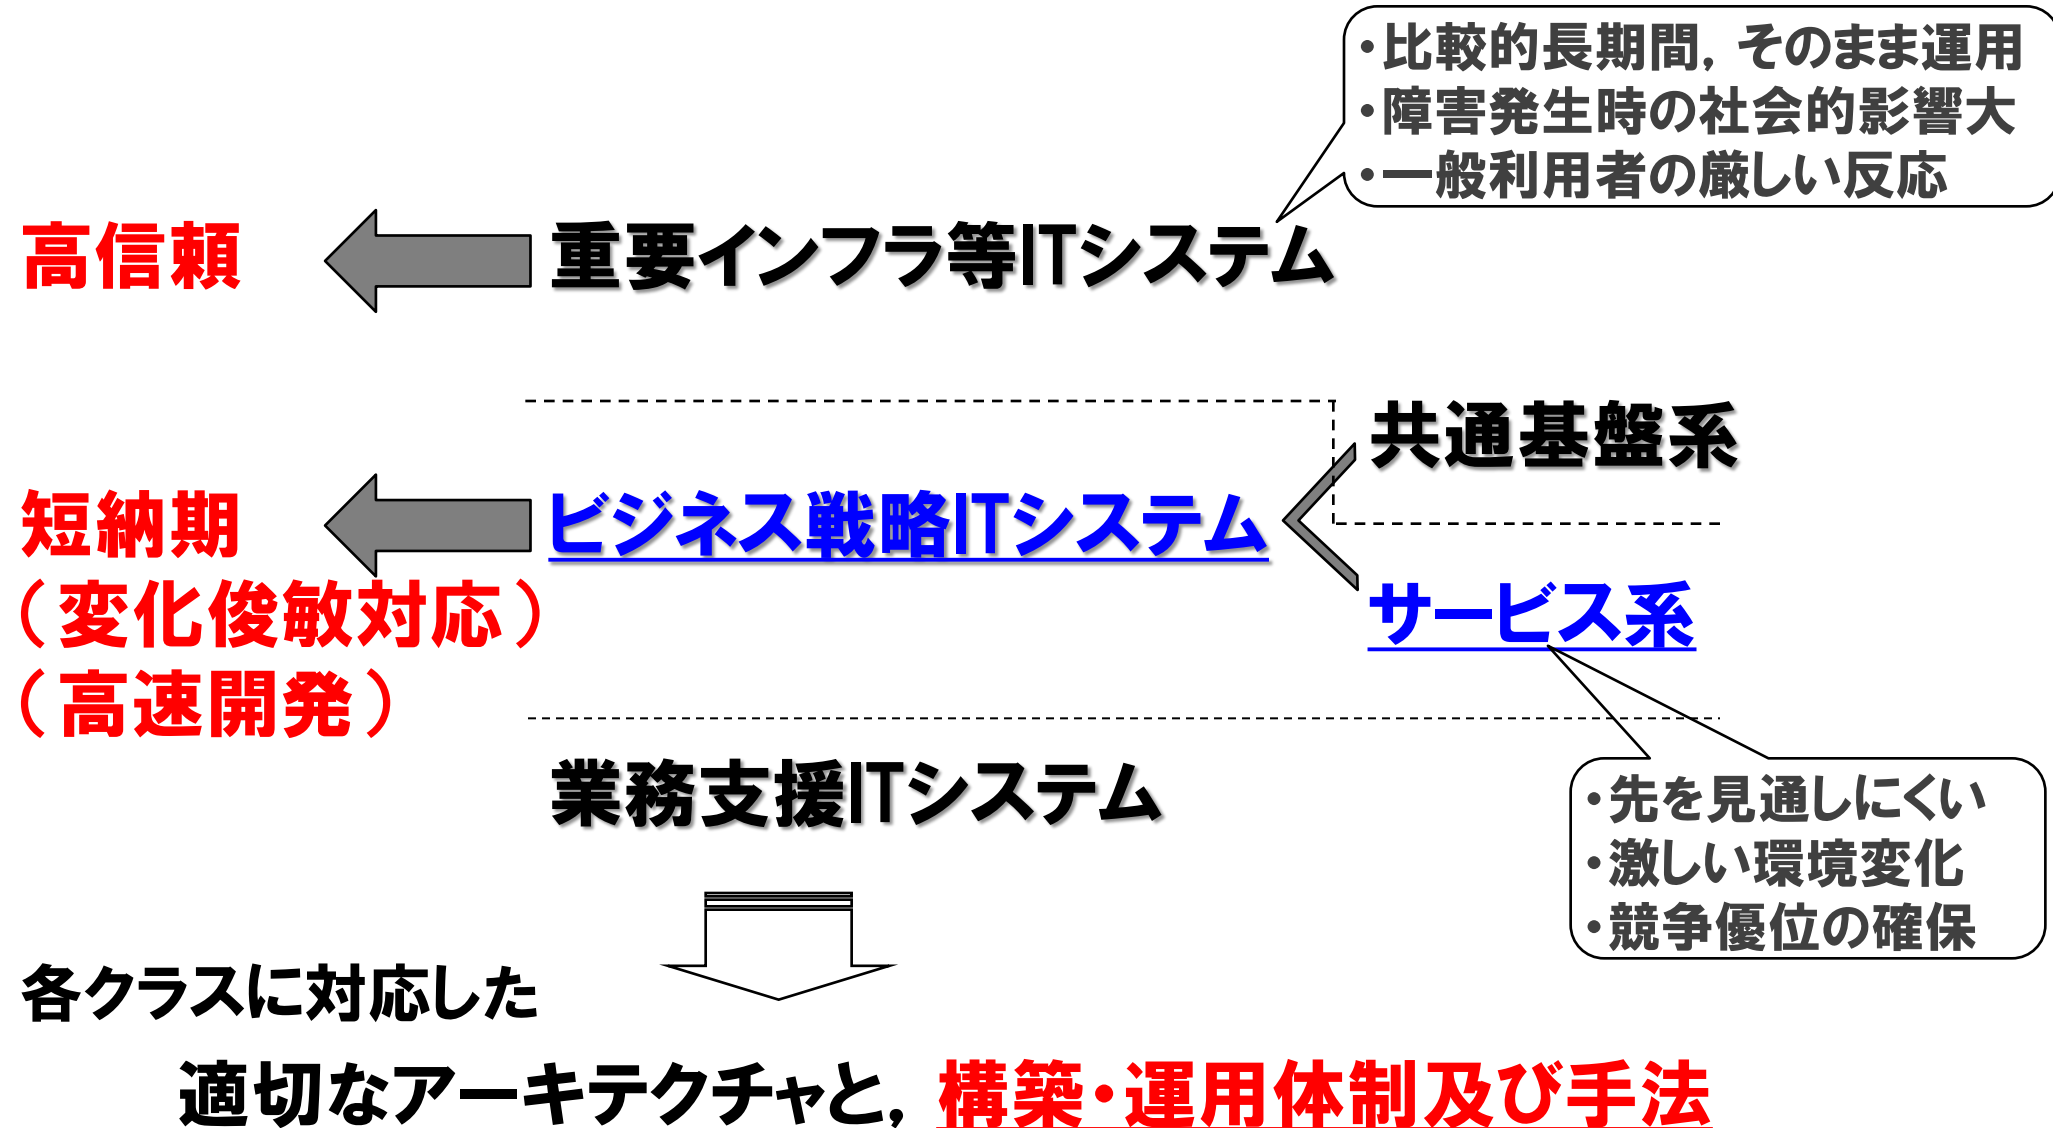 ・比較的長期間，そのまま運用
・障害発生時の社会的影響大
・一般利用者の厳しい反応
高信頼
重要インフラ等ITシステム
共通基盤系
短納期
ビジネス戦略ITシステム
（変化俊敏対応）
サービス系
（高速開発）
業務支援ITシステム
・先を見通しにくい
・激しい環境変化
・競争優位の確保
各クラスに対応した
適切なアーキテクチャと，構築・運用体制及び手法